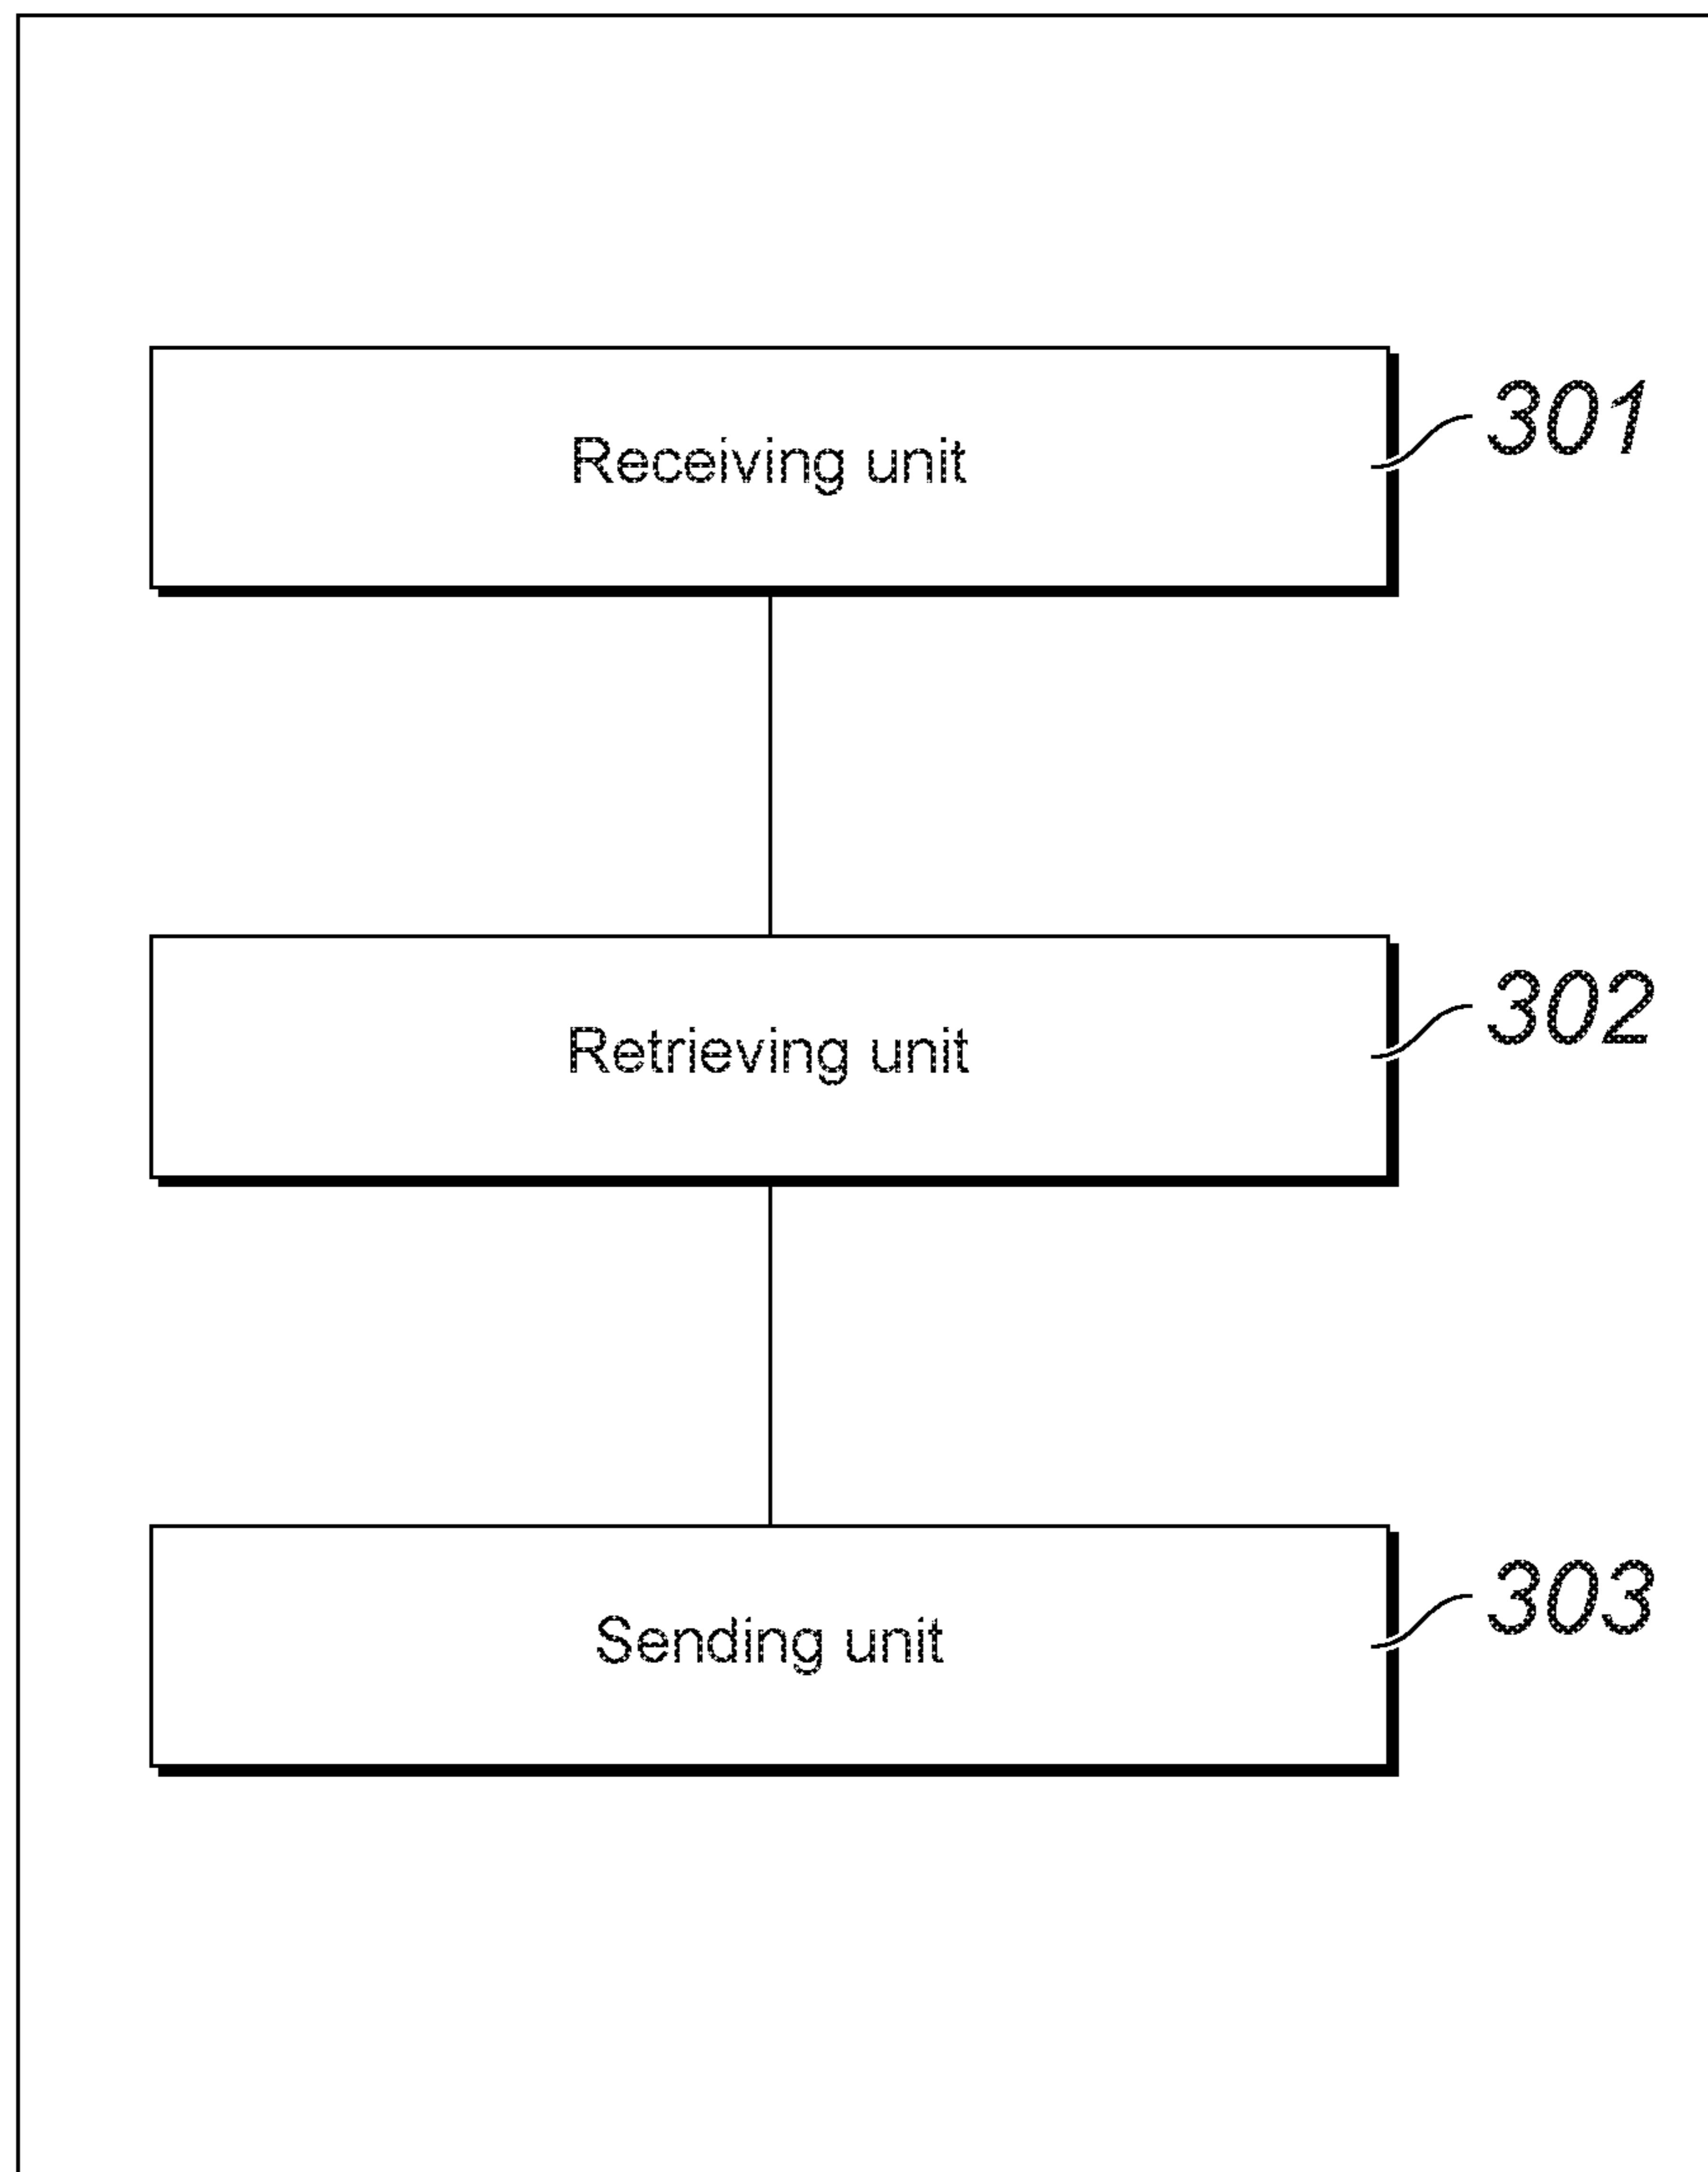 Receiving unit
301
Retrieving unit
302
Sending unit
303